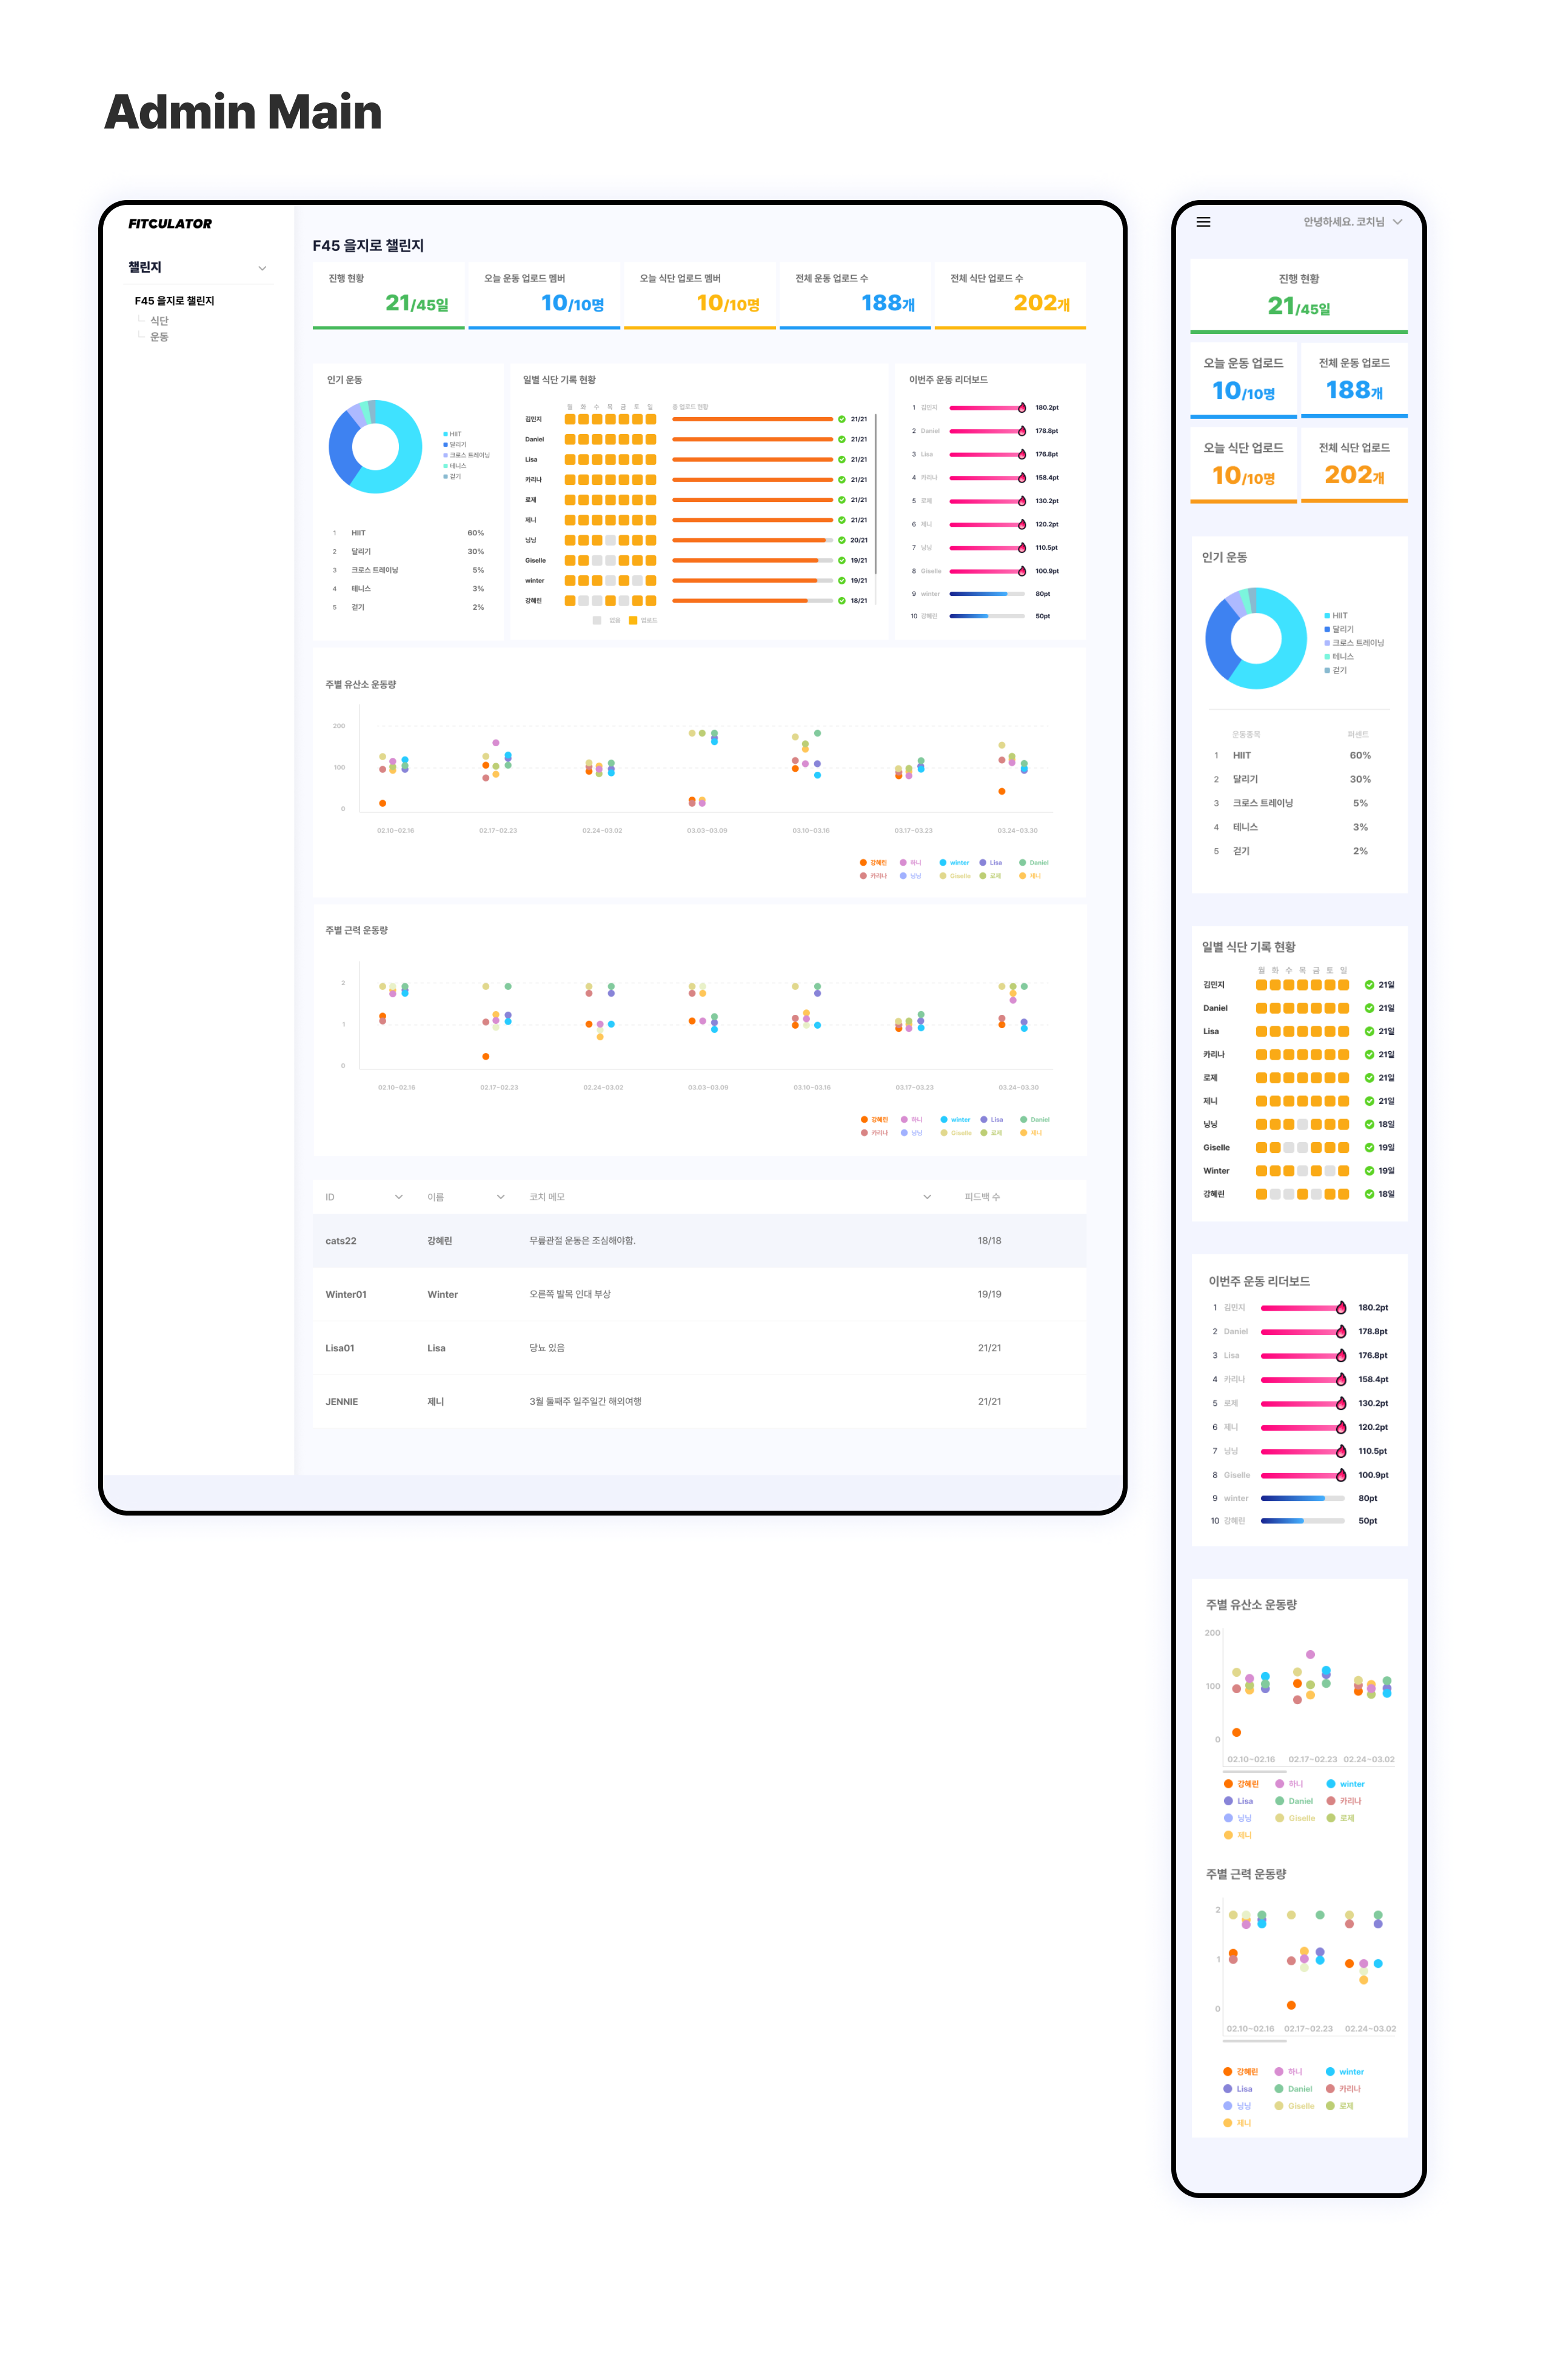 Admin Main
FITCULATOR
챌린지
F45 을지로 챌린지
식단
운동
F45 을지로 챌린지
진행 현황
21/45일
오늘 운동 업로드 멤버
10/10명
오늘 식단 업로드 멤버
10/10명
전체 운동 업로드 수
188개
전체 식단 업로드 수
202개
인기 운동
HIIT
달리기
크로스 트레이닝
테니스
걷기
1 HIIT 60%
2 달리기 30%
3 크로스 트레이닝 5%
4 테니스 3%
5 걷기 2%
일별 식단 기록 현황
월 화 수 목 금 토 일 총 업로드 현황
김민지 21/21
Daniel 21/21
Lisa 21/21
카리나 21/21
로제 21/21
제니 21/21
닝닝 20/21
Giselle 19/21
winter 19/21
강혜린 18/21
없음 업로드
이번주 운동 리더보드
1 김민지 180.2pt
2 Daniel 178.8pt
3 Lisa 176.8pt
4 카리나 158.4pt
5 로제 130.2pt
6 제니 120.2pt
7 닝닝 110.5pt
8 Giselle 100.9pt
9 winter 80pt
10 강혜린 50pt
주별 유산소 운동량
200
100
0
02.10~02.16 02.17~02.23 02.24~03.02 03.03~03.09 03.10~03.16 03.17~03.23 03.24~03.30
강혜린 하니 winter Lisa Daniel
카리나 닝닝 Giselle 로제 제니
주별 근력 운동량
2
1
0
02.10~02.16 02.17~02.23 02.24~03.02 03.03~03.09 03.10~03.16 03.17~03.23 03.24~03.30
강혜린 하니 winter Lisa Daniel
카리나 닝닝 Giselle 로제 제니
ID 이름 코치 메모 피드백 수
cats22 강혜린 무릎관절 운동은 조심해야함. 18/18
Winter01 Winter 오른쪽 발목 인대 부상 19/19
Lisa01 Lisa 당뇨 있음 21/21
JENNIE 제니 3월 둘째주 일주일간 해외여행 21/21
안녕하세요. 코치님
진행 현황
21/45일
오늘 운동 업로드
10/10명
전체 운동 업로드
188개
오늘 식단 업로드
10/10명
전체 식단 업로드
202개
인기 운동
HIIT
달리기
크로스 트레이닝
테니스
걷기
운동종목 퍼센트
1 HIIT 60%
2 달리기 30%
3 크로스 트레이닝 5%
4 테니스 3%
5 걷기 2%
일별 식단 기록 현황
월 화 수 목 금 토 일
김민지 21일
Daniel 21일
Lisa 21일
카리나 21일
로제 21일
제니 21일
닝닝 18일
Giselle 19일
Winter 19일
강혜린 18일
이번주 운동 리더보드
1 김민지 180.2pt
2 Daniel 178.8pt
3 Lisa 176.8pt
4 카리나 158.4pt
5 로제 130.2pt
6 제니 120.2pt
7 닝닝 110.5pt
8 Giselle 100.9pt
9 winter 80pt
10 강혜린 50pt
주별 유산소 운동량
200
100
0
02.10~02.16 02.17~02.23 02.24~03.02
강혜린 하니 winter
Lisa Daniel 카리나
닝닝 Giselle 로제
제니
주별 근력 운동량
2
1
0
02.10~02.16 02.17~02.23 02.24~03.02
강혜린 하니 winter
Lisa Daniel 카리나
닝닝 Giselle 로제
제니